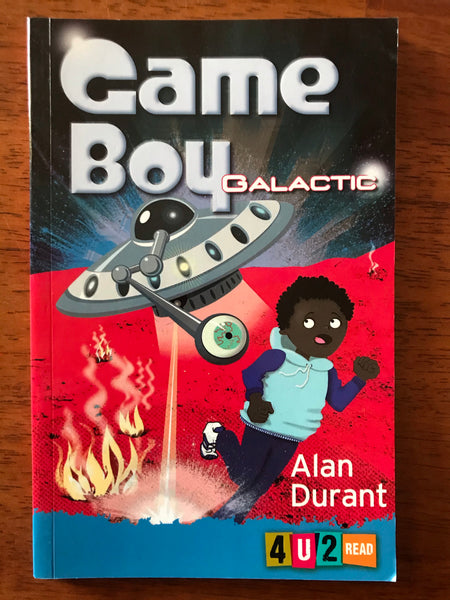 Game
Boy GALACTIC
Alan
Durant
4 U 2 READ